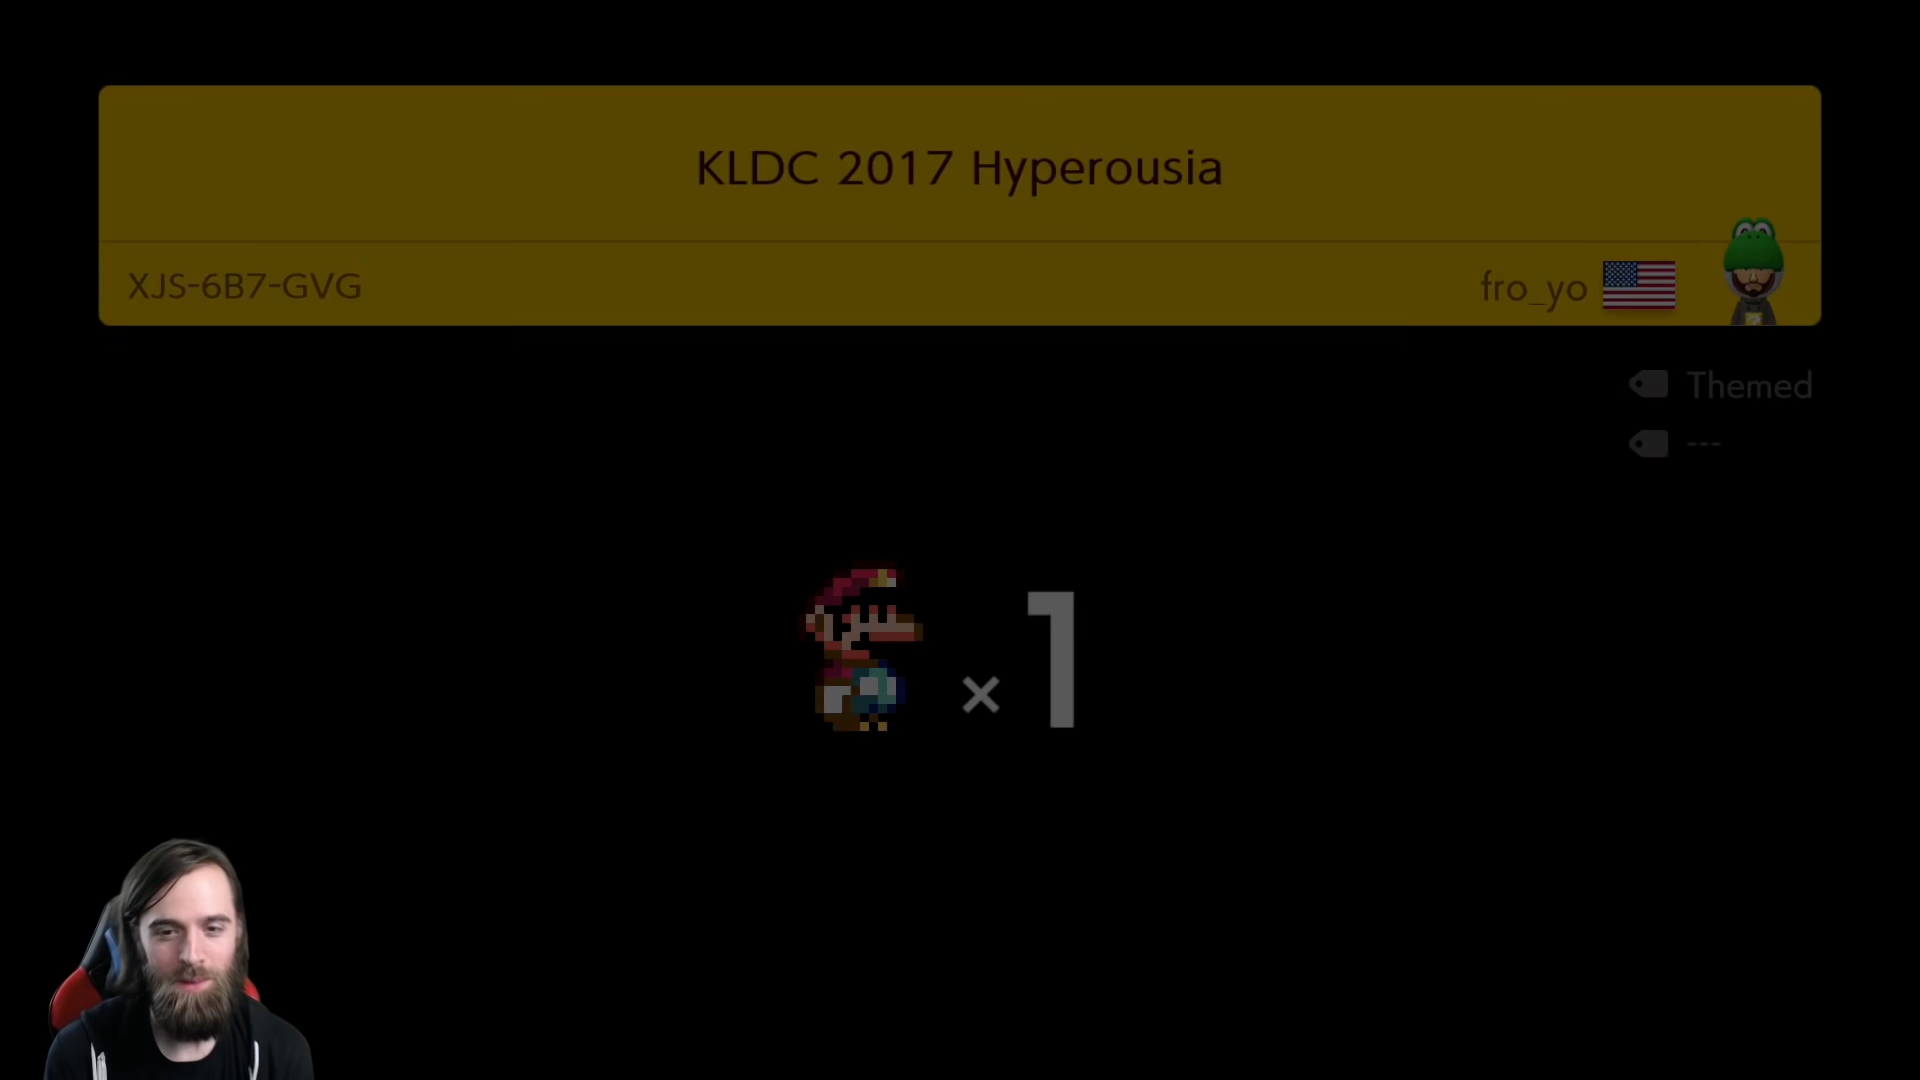 KLDC 2017 Hyperousia
XJS-6B7-GVG
fro_yo
Themed
---
× 1